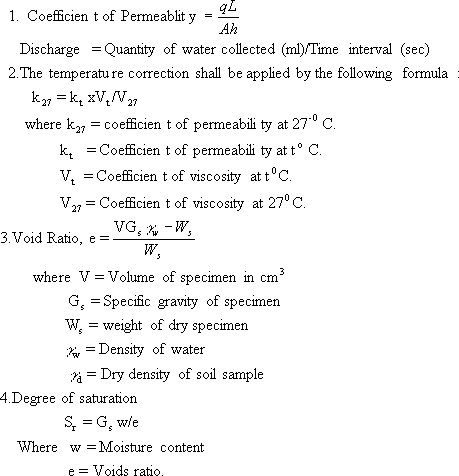 1. Coefficien t of Permeablit y = qL/Ah
Discharge = Quantity of water collected (ml)/Time interval (sec)
2.The temperatu re correction shall be applied by the following formula :
k₂₇ = kₜ xVₜ/V₂₇
where k₂₇ = coefficien t of permeabili ty at 27⁻⁰ C.
kₜ = Coefficien t of permeabili ty at t° C.
Vₜ = Coefficien t of viscosity at t⁰C.
V₂₇ = Coefficien t of viscosity at 27⁰ C.
3.Void Ratio, e = (VGₛ γw − Wₛ)/Wₛ
where V = Volume of specimen in cm³
Gₛ = Specific gravity of specimen
Wₛ = weight of dry specimen
γw = Density of water
γd = Dry density of soil sample
4.Degree of saturation
Sᵣ = Gₛ w/e
Where w = Moisture content
e = Voids ratio.